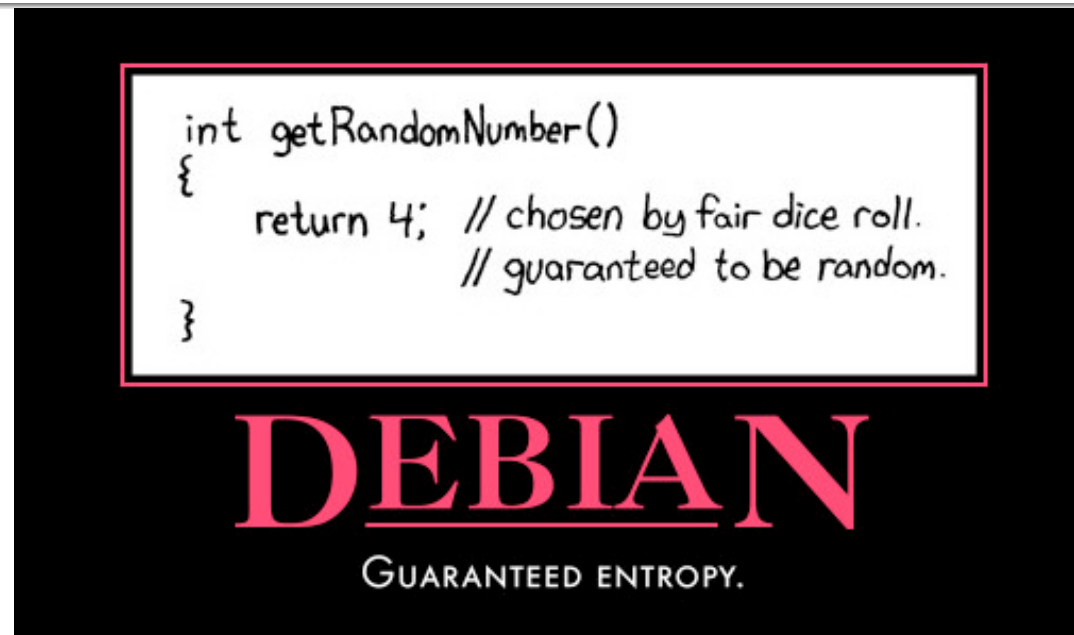 int getRandomNumber()
{
return 4; // chosen by fair dice roll.
// guaranteed to be random.
}
DEBIAN
GUARANTEED ENTROPY.